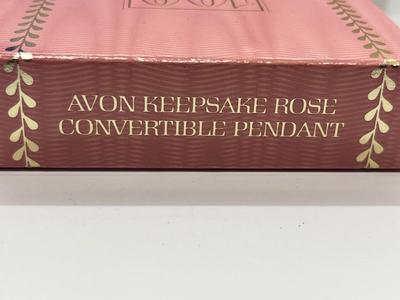 AVON KEEPSAKE ROSE
CONVERTIBLE PENDANT